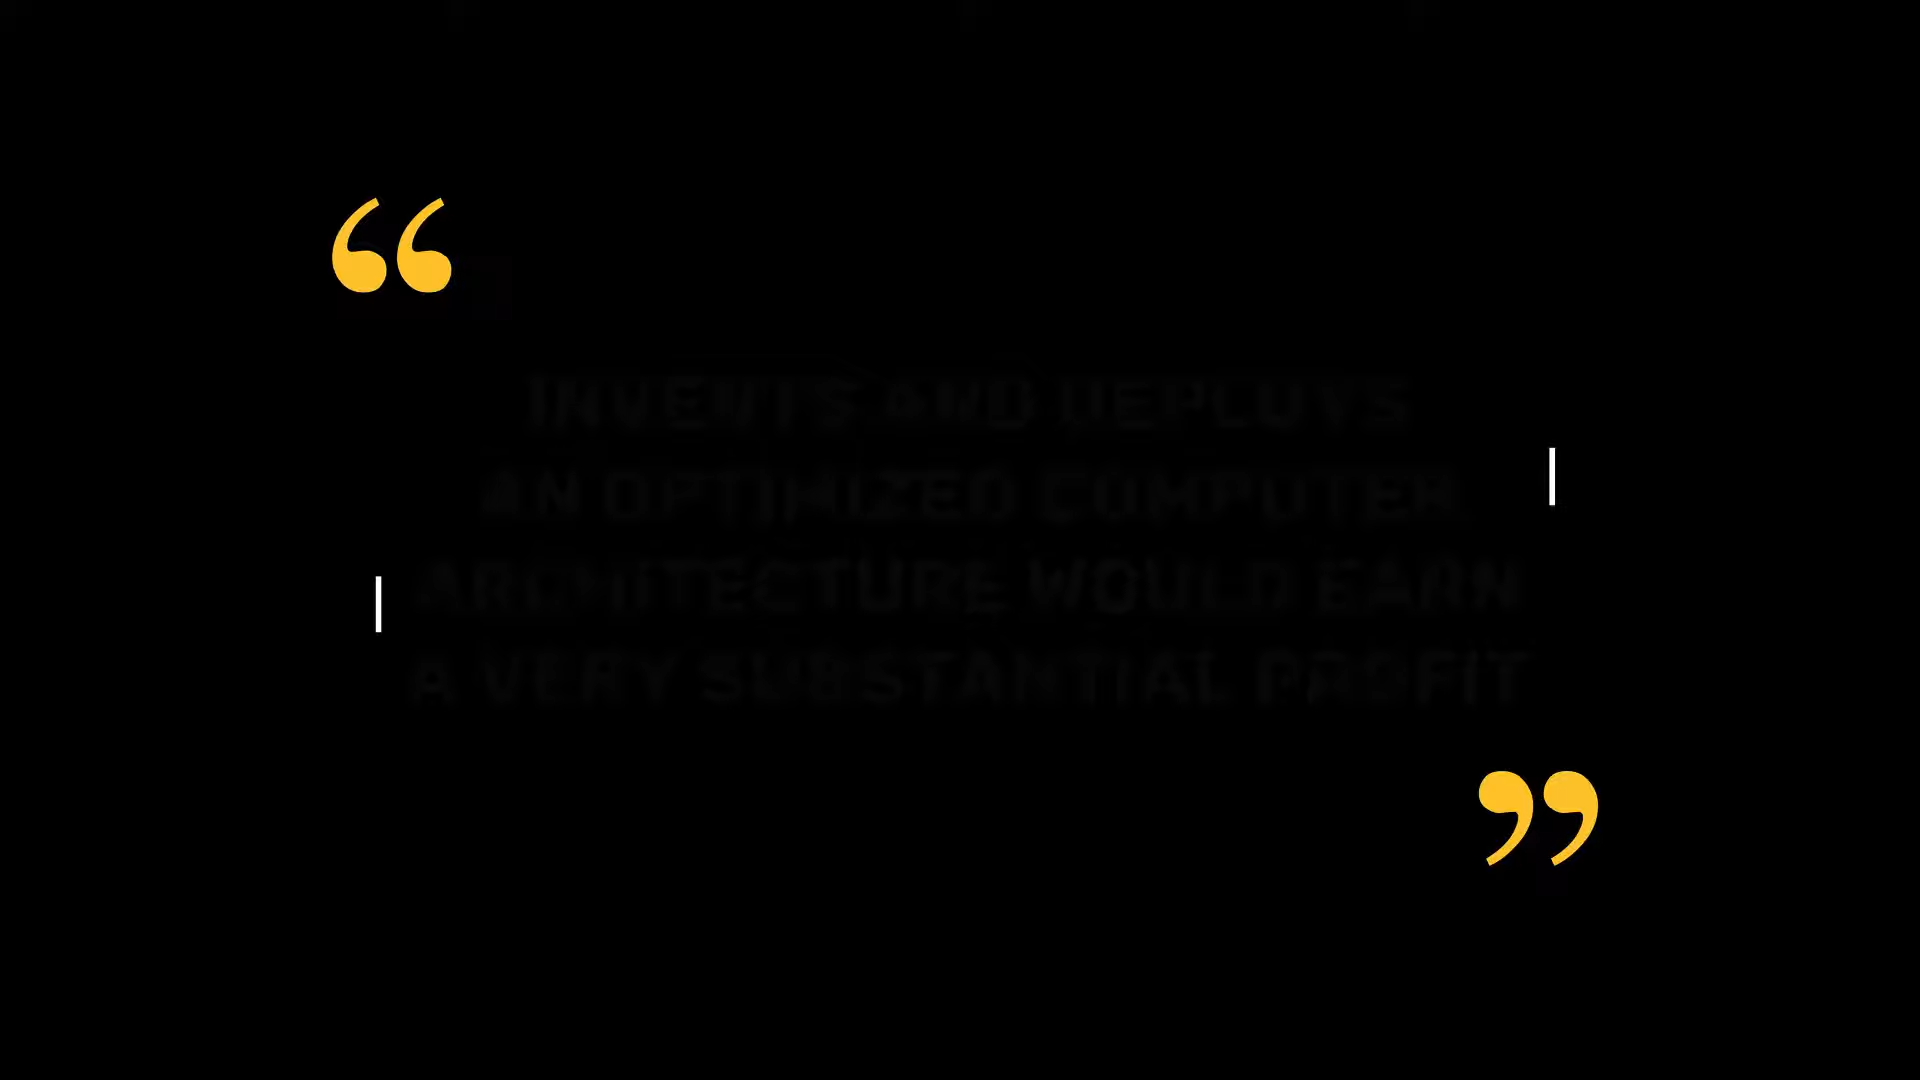 “
INVENTS AND DEPLOYS
AN OPTIMIZED COMPUTER
ARCHITECTURE WOULD EARN
A VERY SUBSTANTIAL PROFIT
”